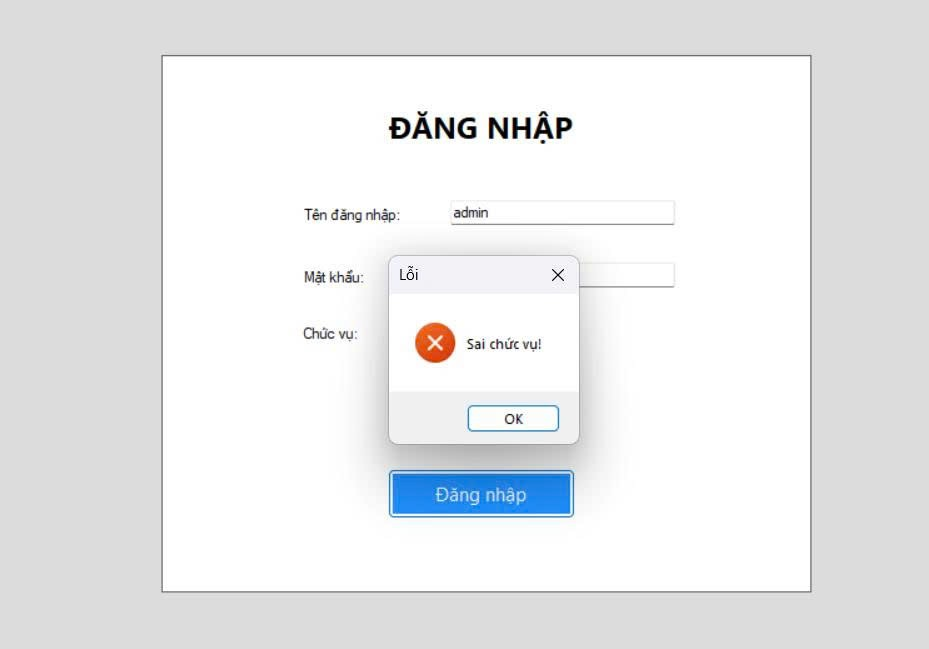 ĐĂNG NHẬP
Tên đăng nhập:
admin
Mật khẩu:
Chức vụ:
Lỗi
Sai chức vụ!
OK
Đăng nhập